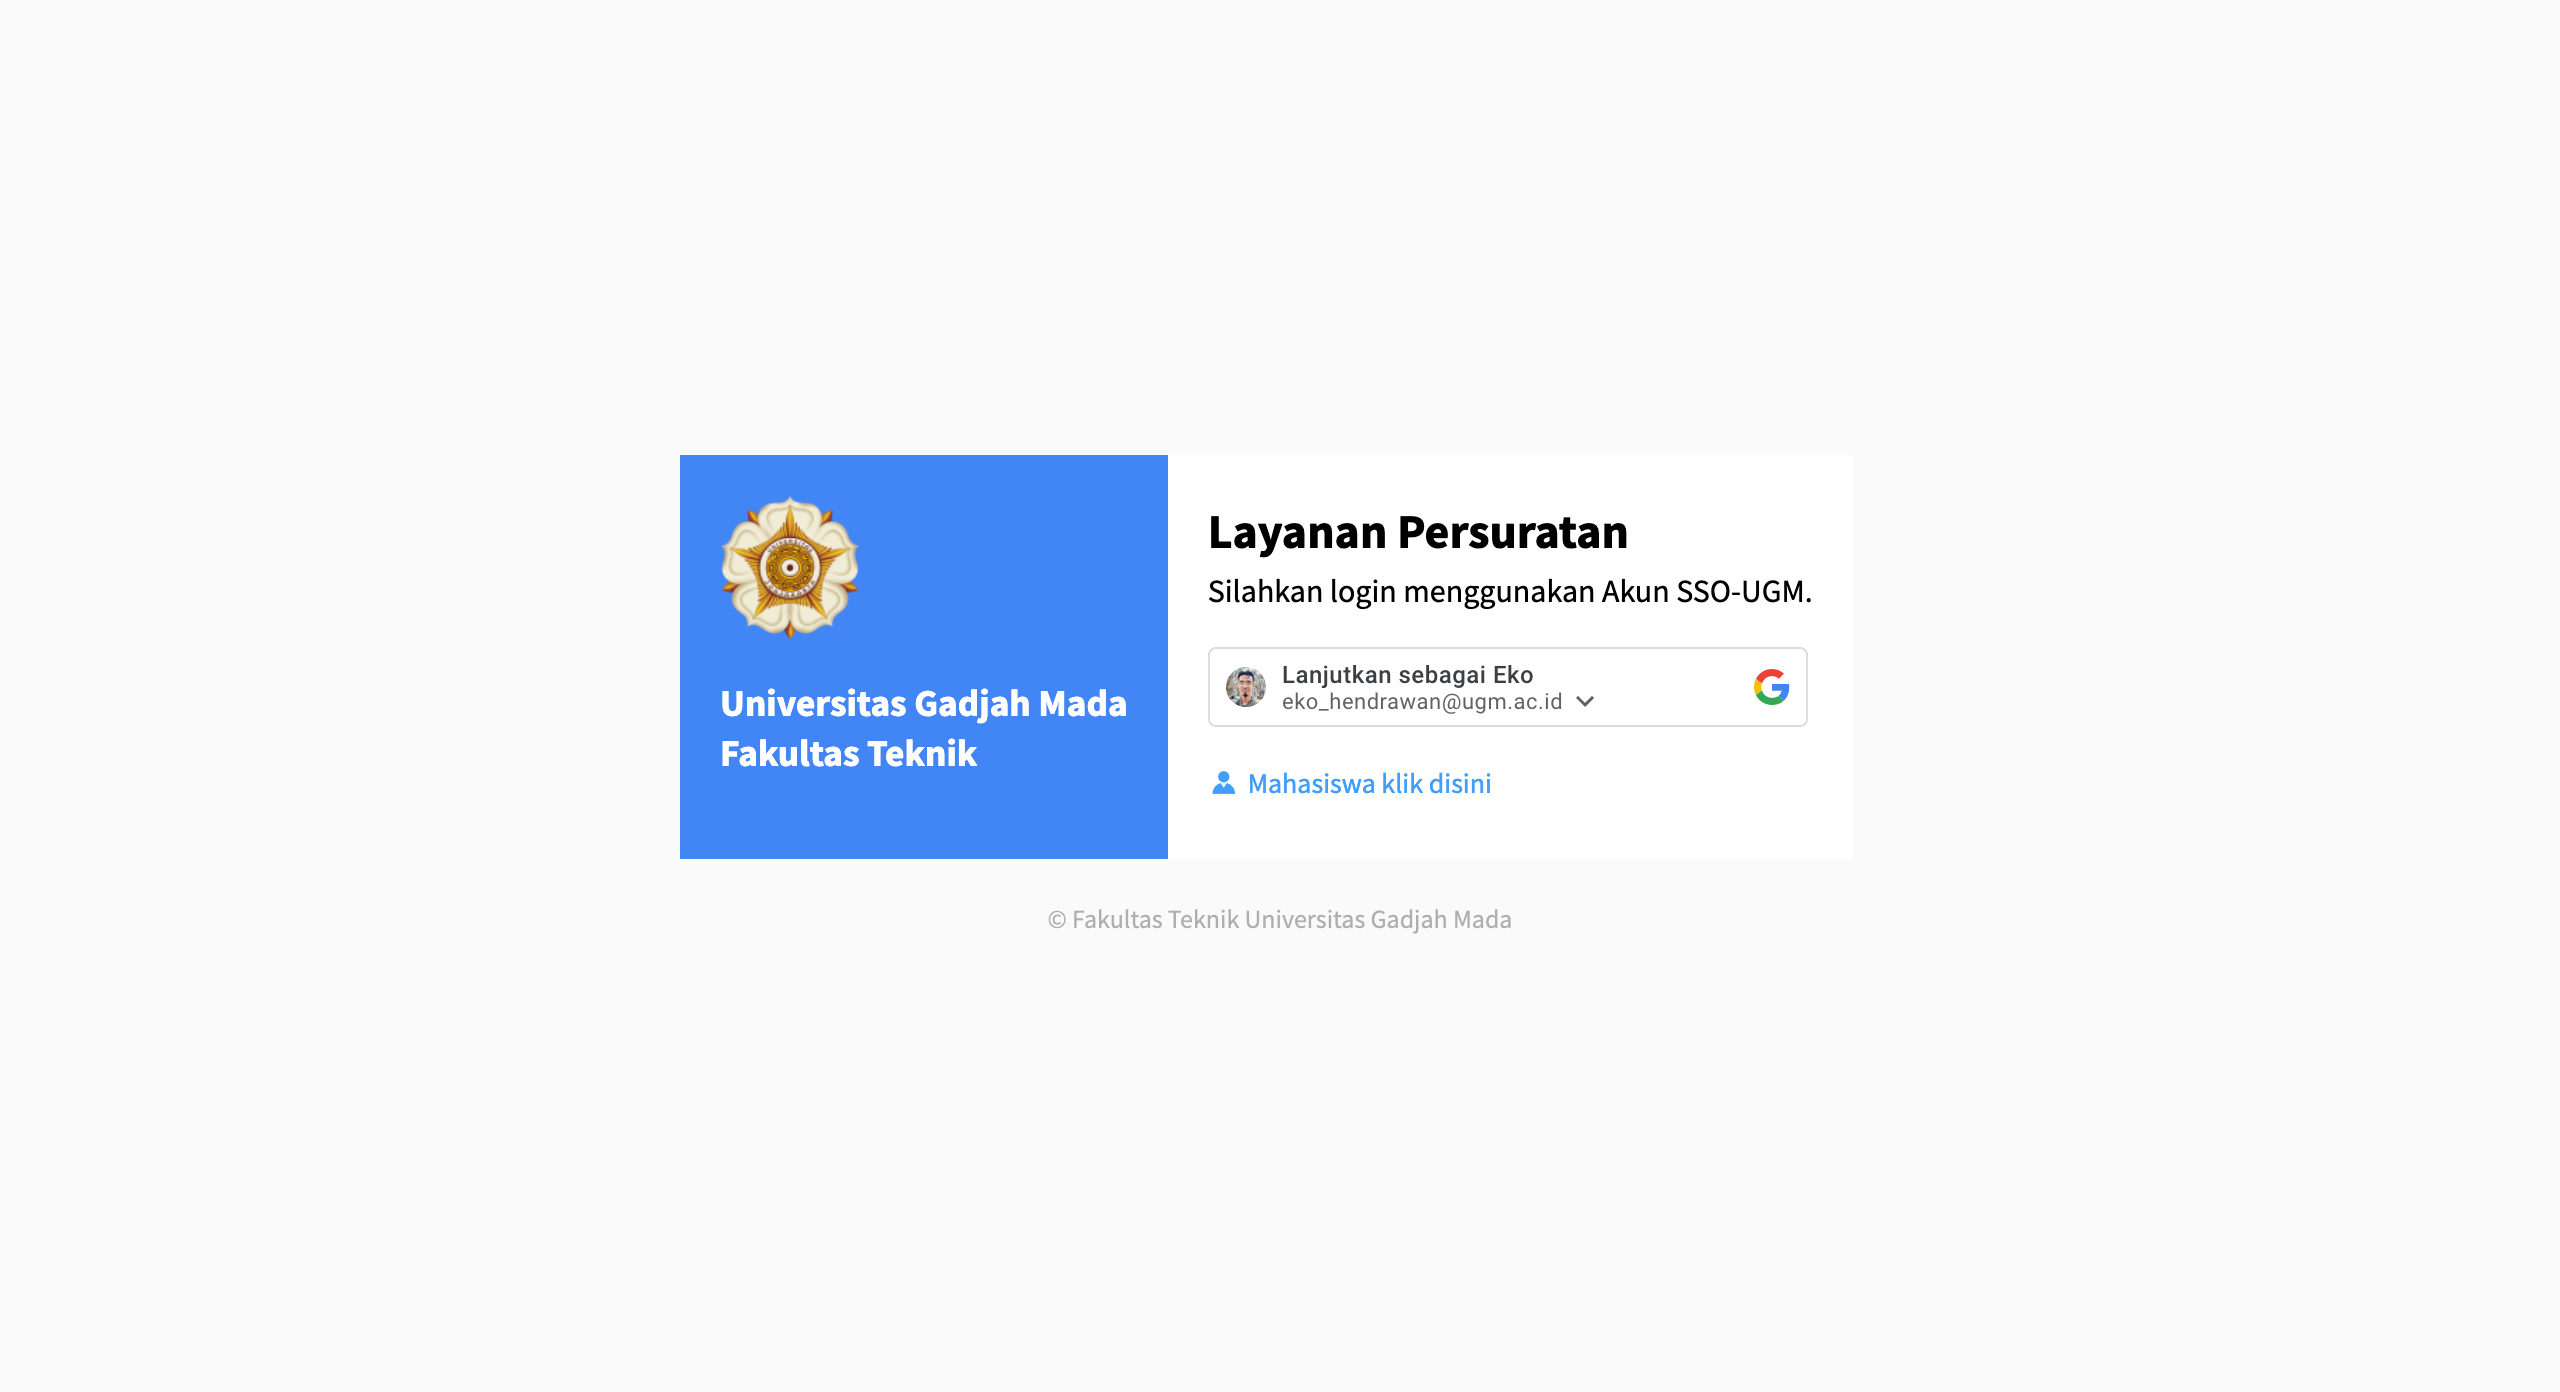 Universitas Gadjah Mada
Fakultas Teknik
Layanan Persuratan
Silahkan login menggunakan Akun SSO-UGM.
Lanjutkan sebagai Eko
eko_hendrawan@ugm.ac.id
Mahasiswa klik disini
© Fakultas Teknik Universitas Gadjah Mada